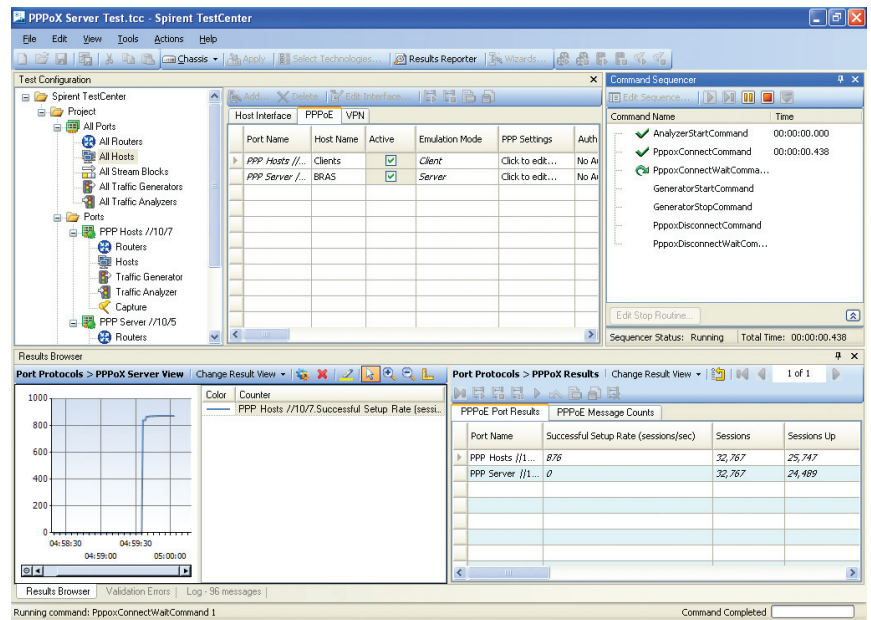 PPPoX Server Test.tcc - Spirent TestCenter
File Edit View Tools Actions Help
Chassis Apply Select Technologies... Results Reporter Wizards...
Test Configuration
Spirent TestCenter
Project
All Ports
All Routers
All Hosts
All Stream Blocks
All Traffic Generators
All Traffic Analyzers
Ports
PPP Hosts //10/7
Routers
Hosts
Traffic Generator
Traffic Analyzer
Capture
PPP Server //10/5
Routers
Add... Delete Edit Interface...
Host Interface PPPoE VPN
Port Name Host Name Active Emulation Mode PPP Settings Auth
PPP Hosts //... Clients Client Click to edit... No Au
PPP Server /... BRAS Server Click to edit... No Au
Command Sequencer
Edit Sequence...
Command Name Time
AnalyzerStartCommand 00:00:00.000
PppoxConnectCommand 00:00:00.438
PppoxConnectWaitComma...
GeneratorStartCommand
GeneratorStopCommand
PppoxDisconnectCommand
PppoxDisconnectWaitCom...
Edit Stop Routine...
Sequencer Status: Running Total Time: 00:00:00.438
Results Browser
Port Protocols > PPPoX Server View Change Result View
1000
800
600
400
200
0
04:58:30 04:59:30
04:59:00 05:00:00
Color Counter
PPP Hosts //10/7.Successful Setup Rate (sessi..
Port Protocols > PPPoX Results Change Result View 1 of 1
PPPoE Port Results PPPoE Message Counts
Port Name Successful Setup Rate (sessions/sec) Sessions Sessions Up
PPP Hosts //1... 876 32,767 25,747
PPP Server //1... 0 32,767 24,489
Results Browser Validation Errors Log - 96 messages
Running command: PppoxConnectWaitCommand 1 Command Completed